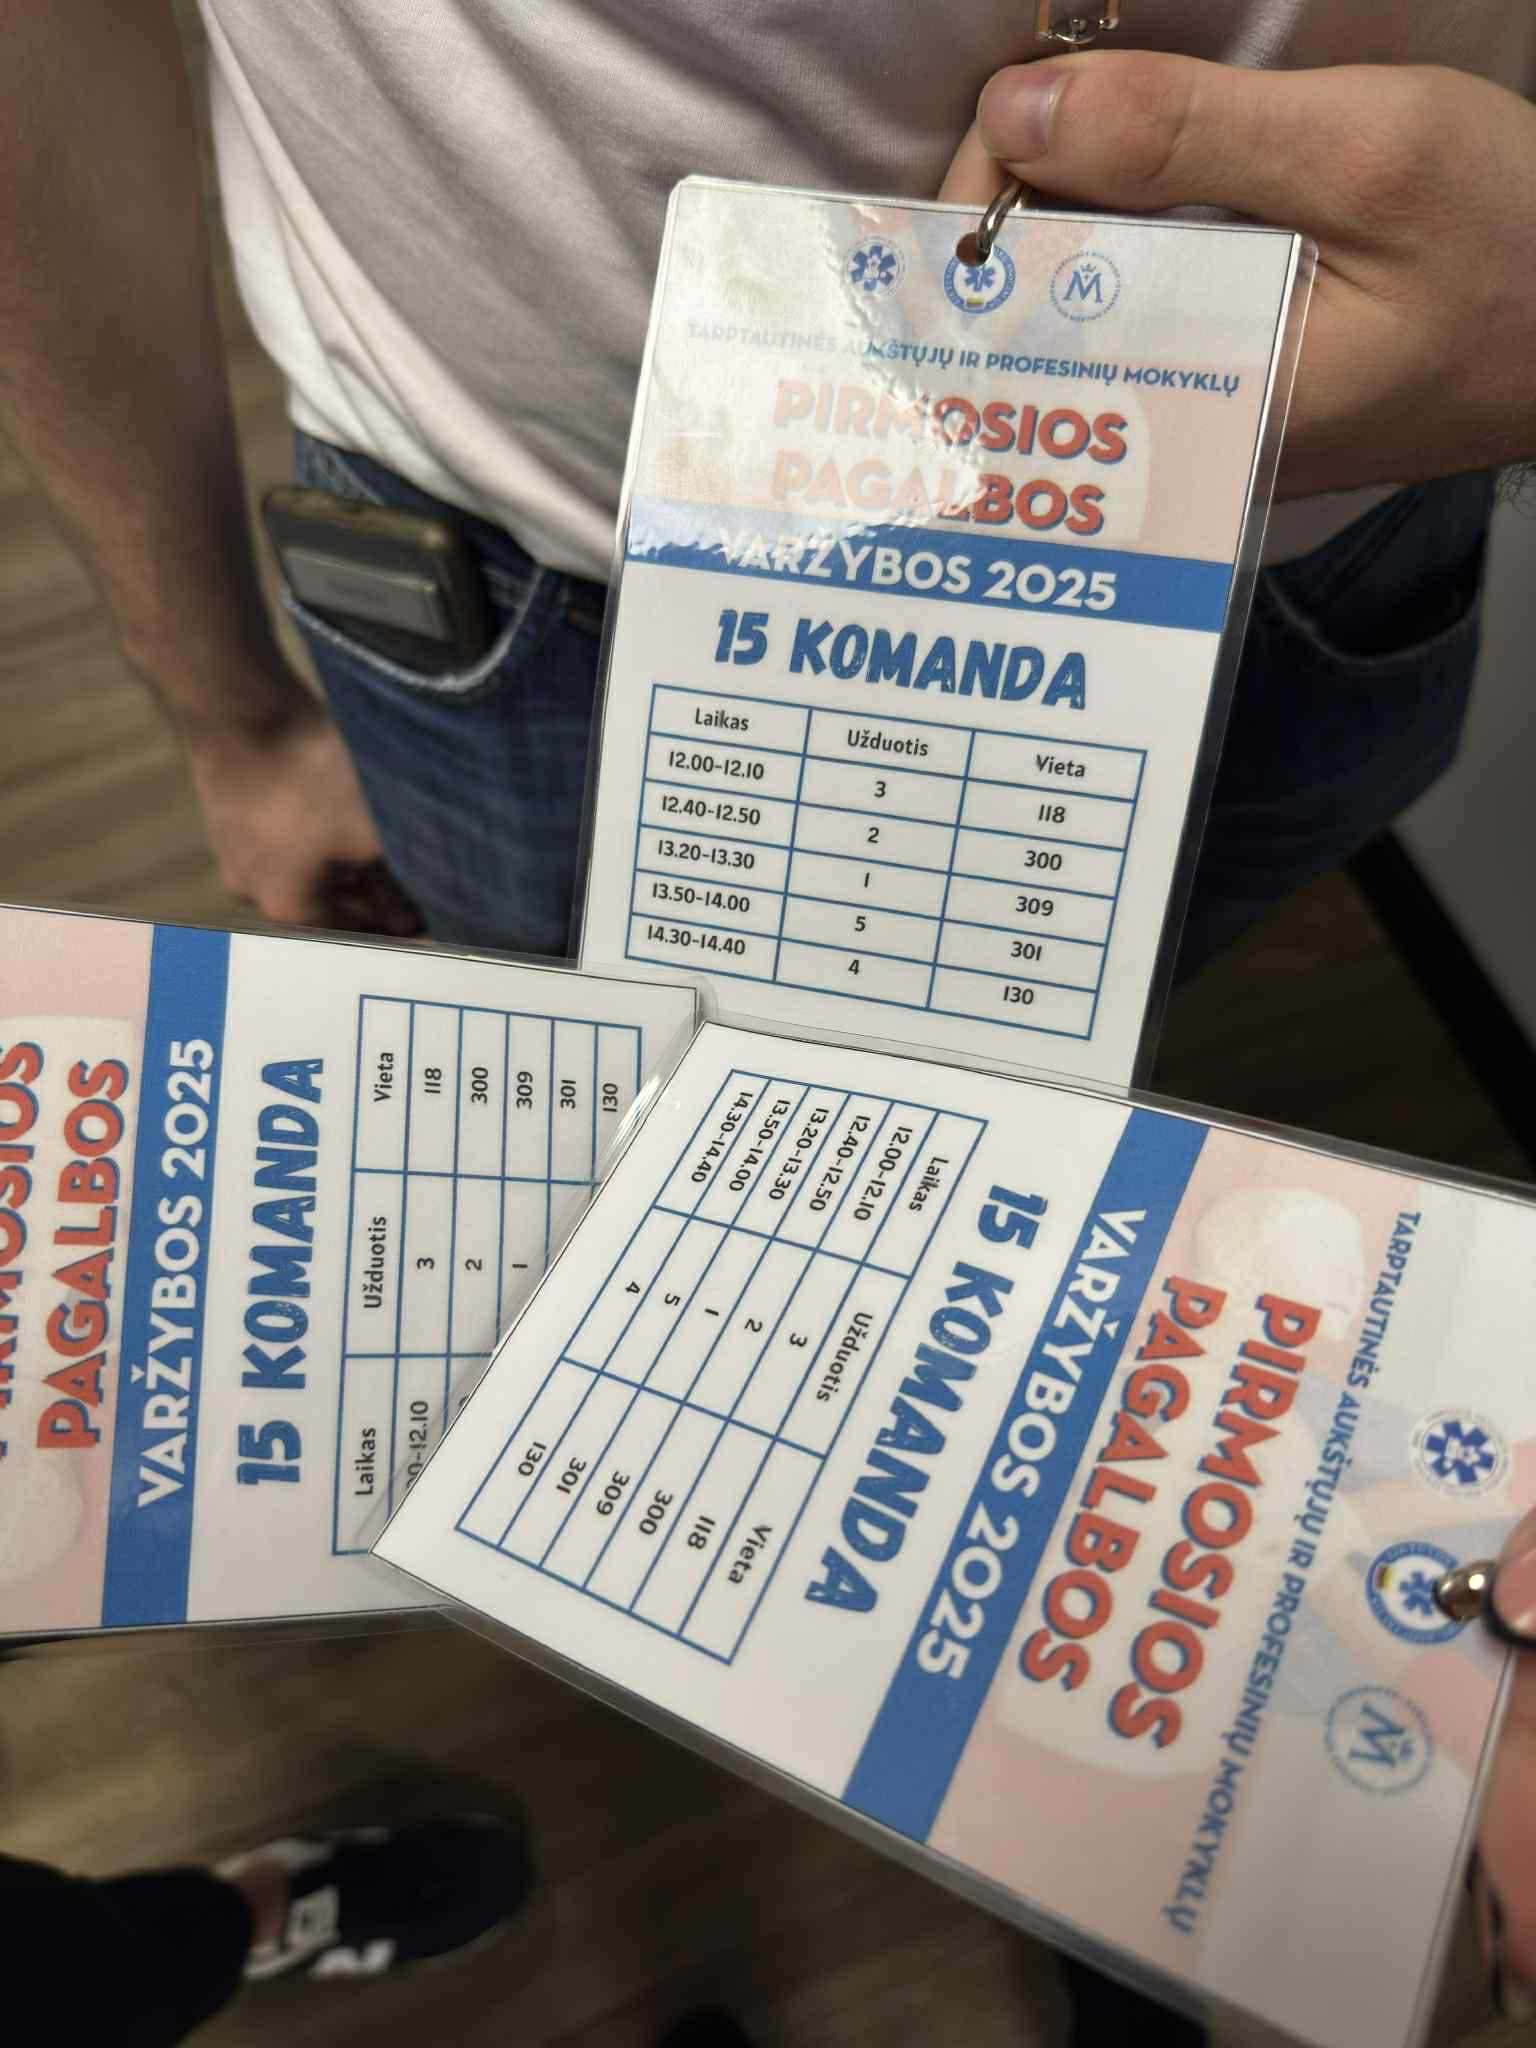 TARPTAUTINĖS AUKŠTŲJŲ IR PROFESINIŲ MOKYKLŲ
PIRMOSIOS
PAGALBOS
VARŽYBOS 2025
15 KOMANDA
Laikas Užduotis Vieta
12.00-12.10 3 118
12.40-12.50 2 300
13.20-13.30 1 309
13.50-14.00 5 301
14.30-14.40 4 130
PAGALBOS
VARŽYBOS 2025
15 KOMANDA
Laikas Užduotis Vieta
0-12.10 3 118
2 300
1 309
301
130
TARPTAUTINĖS AUKŠTŲJŲ IR PROFESINIŲ MOKYKLŲ
PIRMOSIOS
PAGALBOS
VARŽYBOS 2025
15 KOMANDA
Laikas Užduotis Vieta
12.00-12.10 3 118
12.40-12.50 2 300
13.20-13.30 1 309
13.50-14.00 5 301
14.30-14.40 4 130